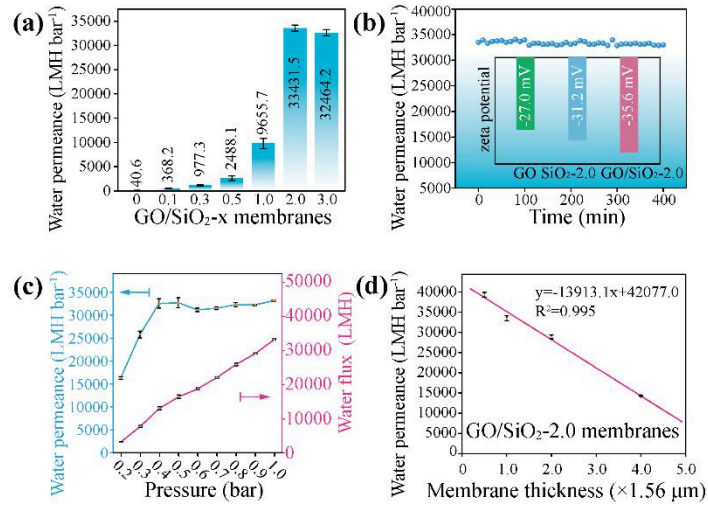 (a)
Water permeance (LMH bar⁻¹)
35000
30000
25000
20000
15000
10000
5000
0
40.6
368.2
977.3
2488.1
9655.7
33431.5
32464.2
0 0.1 0.3 0.5 1.0 2.0 3.0
GO/SiO₂-x membranes
(b)
Water permeance (LMH bar⁻¹)
40000
35000
30000
25000
20000
15000
10000
5000
zeta potential
-27.0 mV
-31.2 mV
-35.6 mV
GO SiO₂-2.0 GO/SiO₂-2.0
0 100 200 300 400
Time (min)
(c)
Water permeance (LMH bar⁻¹)
35000
30000
25000
20000
15000
10000
5000
0
50000
40000
30000
20000
10000
0
Water flux (LMH)
0.2 0.3 0.4 0.5 0.6 0.7 0.8 0.9 1.0
Pressure (bar)
(d)
Water permeance (LMH bar⁻¹)
40000
35000
30000
25000
20000
15000
10000
5000
0
y=-13913.1x+42077.0
R²=0.995
GO/SiO₂-2.0 membranes
0.0 1.0 2.0 3.0 4.0 5.0
Membrane thickness (×1.56 μm)